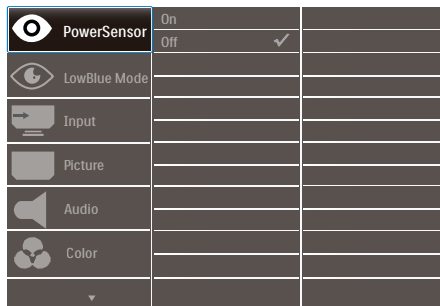 PowerSensor
On
Off
LowBlue Mode
Input
Picture
Audio
Color